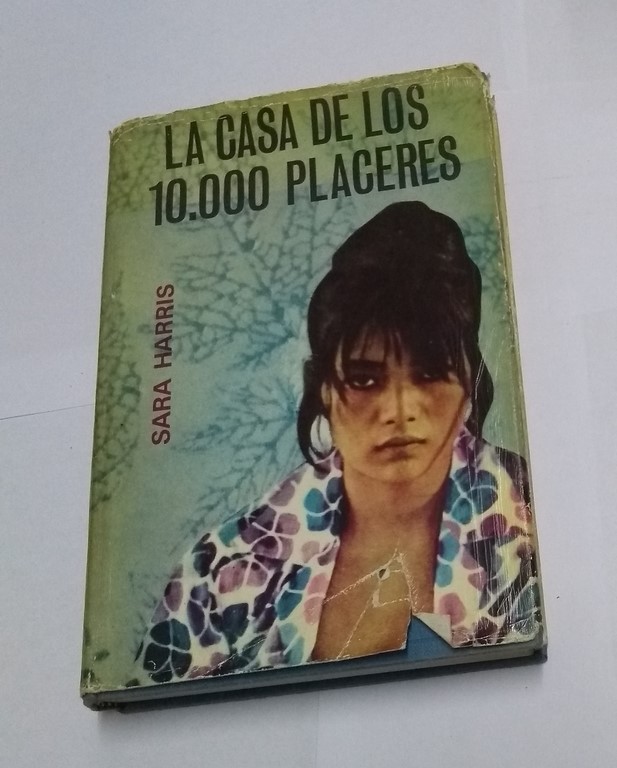 LA CASA DE LOS
10.000 PLACERES
SARA HARRIS